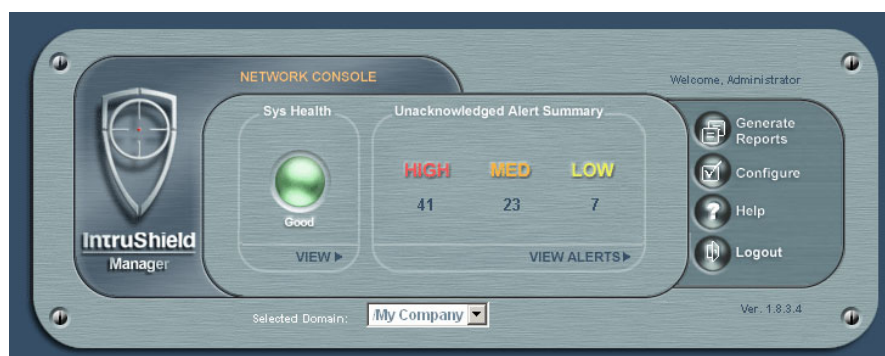 NETWORK CONSOLE
Welcome, Administrator
Sys Health
Unacknowledged Alert Summary
HIGH MED LOW
41 23 7
Good
VIEW
VIEW ALERTS
IntruShield
Manager
Generate
Reports
Configure
Help
Logout
Selected Domain: /My Company
Ver. 1.8.3.4